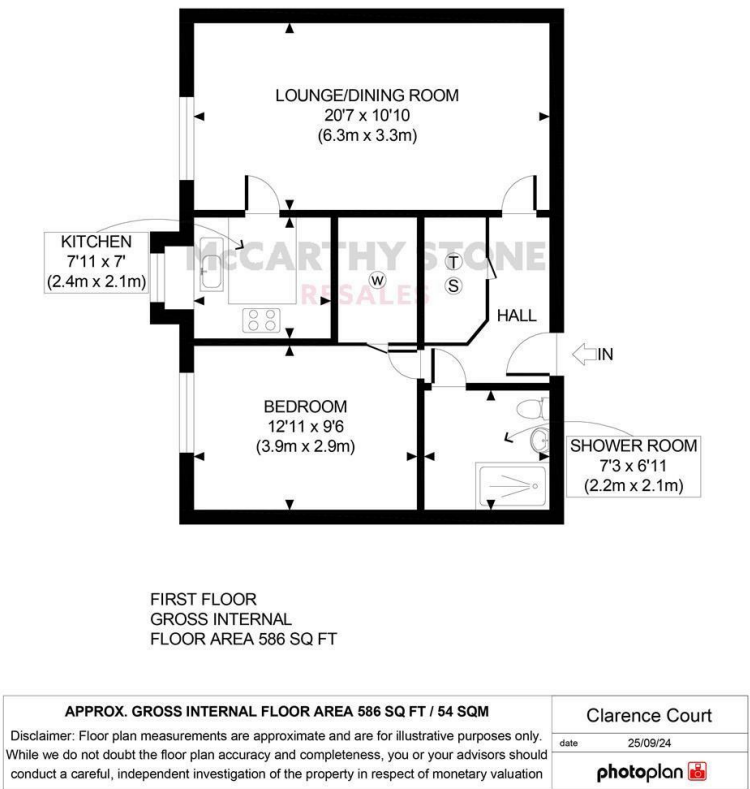 LOUNGE/DINING ROOM
20'7 x 10'10
(6.3m x 3.3m)
KITCHEN
7'11 x 7'
(2.4m x 2.1m)
McCARTHY STONE
RESALES
W
T
S
HALL
IN
BEDROOM
12'11 x 9'6
(3.9m x 2.9m)
SHOWER ROOM
7'3 x 6'11
(2.2m x 2.1m)
FIRST FLOOR
GROSS INTERNAL
FLOOR AREA 586 SQ FT
APPROX. GROSS INTERNAL FLOOR AREA 586 SQ FT / 54 SQM
Disclaimer: Floor plan measurements are approximate and are for illustrative purposes only.
While we do not doubt the floor plan accuracy and completeness, you or your advisors should
conduct a careful, independent investigation of the property in respect of monetary valuation
Clarence Court
date 25/09/24
photoplan